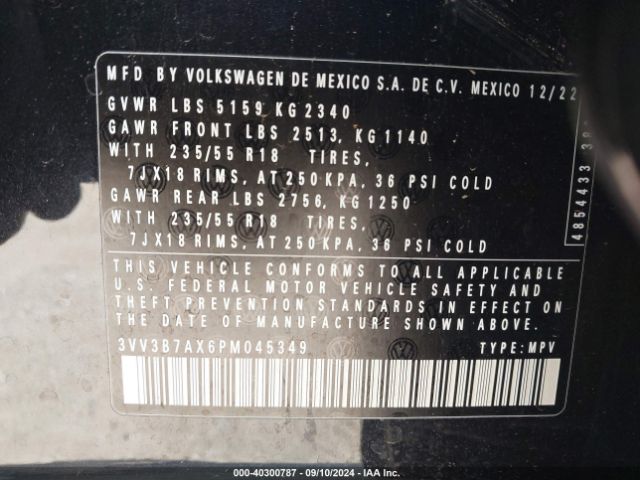 MFD BY VOLKSWAGEN DE MEXICO S.A. DE C.V. MEXICO 12/22
GVWR LBS 5159 KG 2340
GAWR FRONT LBS 2513, KG 1140
WITH 235/55 R18 TIRES,
7JX18 RIMS, AT 250 KPA, 36 PSI COLD
GAWR REAR LBS 2756, KG 1250
WITH 235/55 R18 TIRES,
7JX18 RIMS, AT 250 KPA, 36 PSI COLD
THIS VEHICLE CONFORMS TO ALL APPLICABLE
U.S. FEDERAL MOTOR VEHICLE SAFETY AND
THEFT PREVENTION STANDARDS IN EFFECT ON
THE DATE OF MANUFACTURE SHOWN ABOVE.
3VV3B7AX6PM045349 TYPE: MPV
4854433
000-40300787 - 09/10/2024 - IAA Inc.